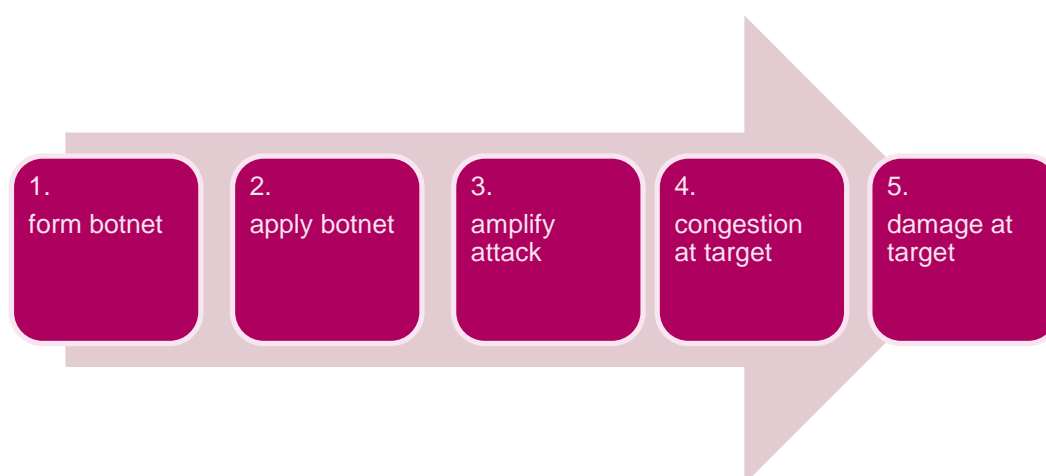 1.
form botnet
2.
apply botnet
3.
amplify
attack
4.
congestion
at target
5.
damage at
target